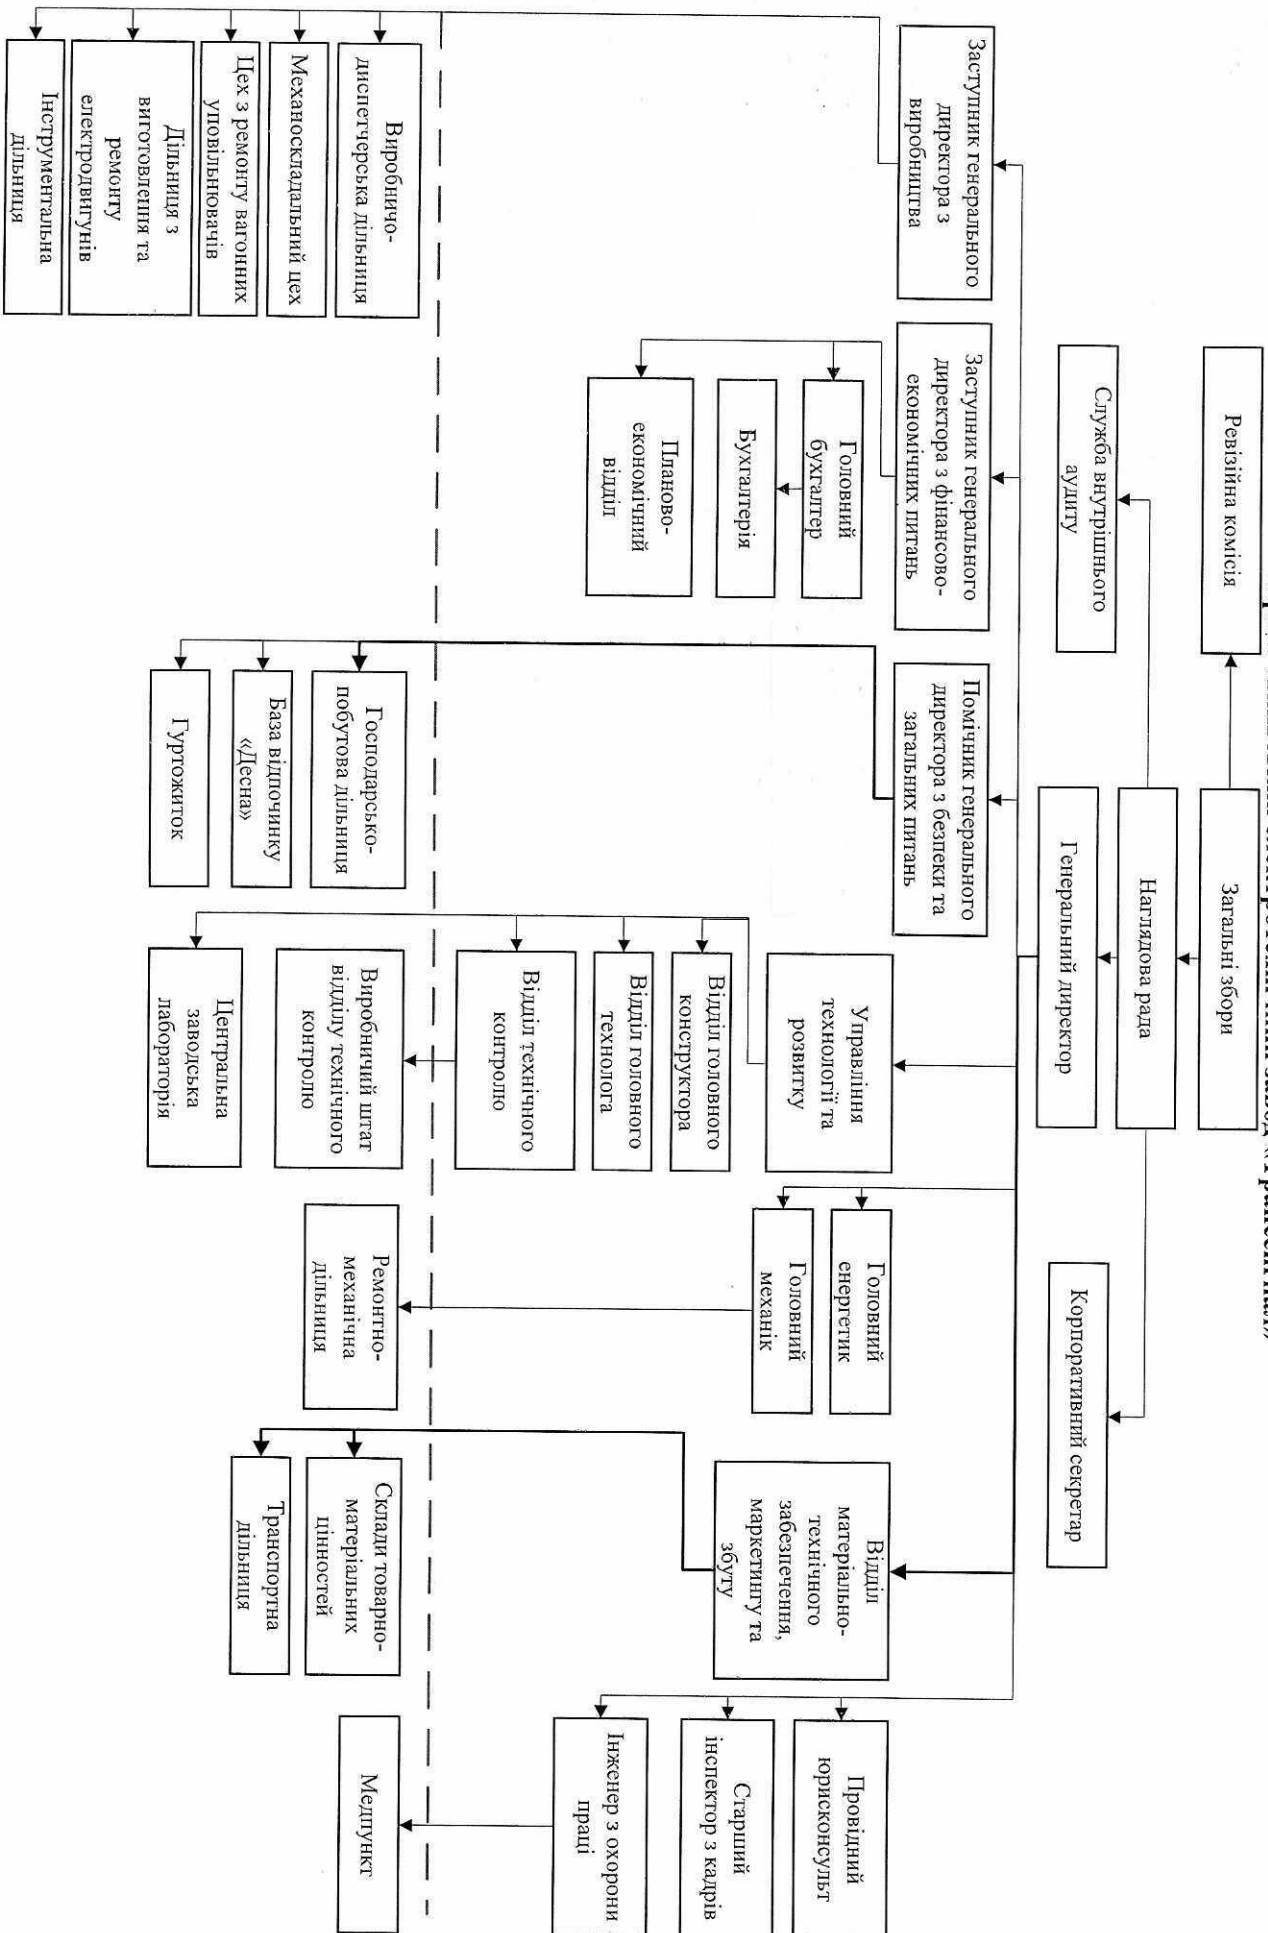 Загальні збори
Ревізійна комісія
Наглядова рада
Служба внутрішнього
аудиту
Генеральний директор
Корпоративний секретар
Заступник генерального
директора з
виробництва
Заступник генерального
директора з фінансово-
економічних питань
Помічник генерального
директора з безпеки та
загальних питань
Управління
технології та
розвитку
Головний
енергетик
Головний
механік
Відділ
матеріально-
технічного
забезпечення,
маркетингу та
збуту
Провідний
юрисконсульт
Старший
інспектор з кадрів
Інженер з охорони
праці
Головний
бухгалтер
Бухгалтерія
Планово-
економічний
відділ
Відділ головного
конструктора
Відділ головного
технолога
Відділ технічного
контролю
Виробничо-
диспетчерська дільниця
Механоскладальний цех
Цех з ремонту вагонних
уповільнювачів
Дільниця з
виготовлення та
ремонту
електродвигунів
Інструментальна
дільниця
Господарсько-
побутова дільниця
База відпочинку
«Десна»
Гуртожиток
Виробничий штат
відділу технічного
контролю
Центральна
заводська
лабораторія
Ремонтно-
механічна
дільниця
Склади товарно-
матеріальних
цінностей
Транспортна
дільниця
Медпункт